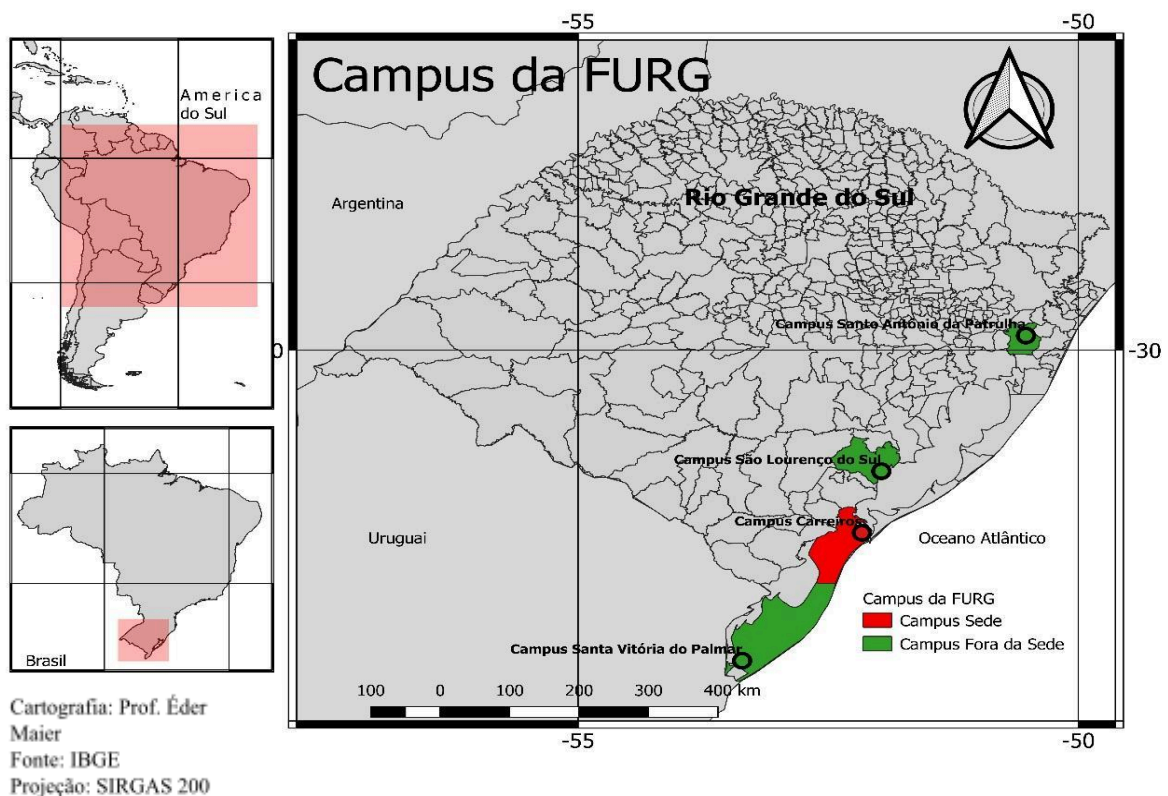 America
do Sul
Brasil
Cartografia: Prof. Éder
Maier
Fonte: IBGE
Projeção: SIRGAS 200
-55
-50
Campus da FURG
Argentina
Rio Grande do Sul
Campus Santo Antônio da Patrulha
0
-30
Campus São Lourenço do Sul
Campus Carreiros
Uruguai
Oceano Atlântico
Campus da FURG
Campus Sede
Campus Fora da Sede
Campus Santa Vitória do Palmar
100 0 100 200 300 400 km
-55
-50